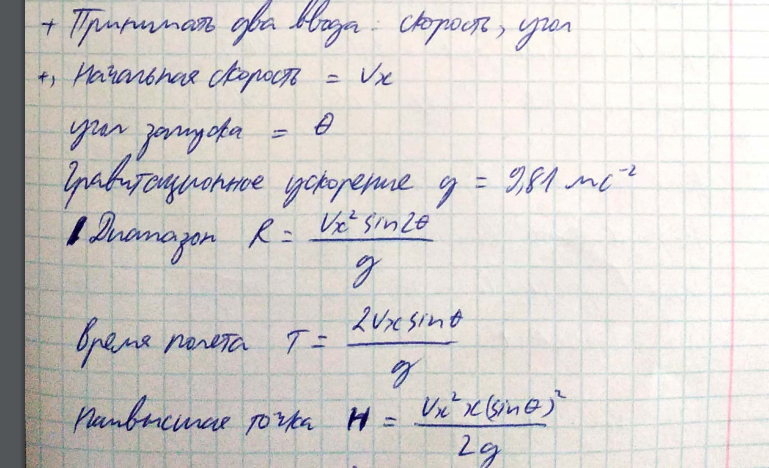 + Принимать два ввода: скорость, угол
+, Начальная скорость = Vx
угол запуска = θ
Гравитационное ускорение g = 9,81 мс⁻²
Диапазон R = Vx² sin2θ / g
Время полета T = 2Vx sinθ / g
Наивысшая точка H = Vx² x (sinθ)² / 2g